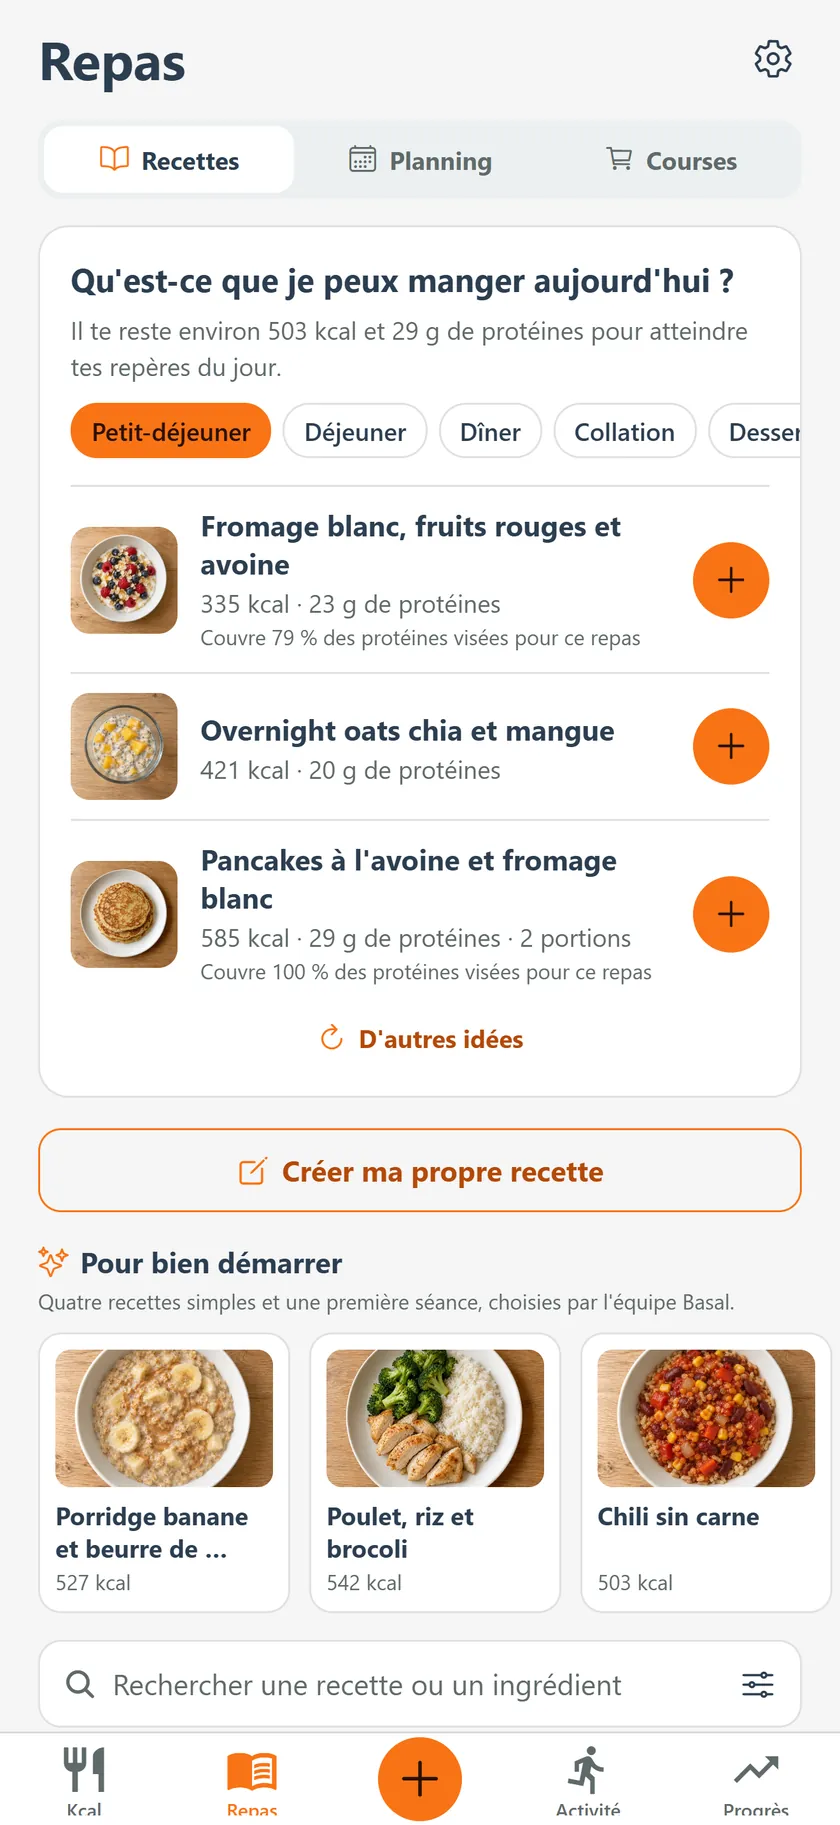 Repas
Recettes
Planning
Courses
Qu'est-ce que je peux manger aujourd'hui ?
Il te reste environ 503 kcal et 29 g de protéines pour atteindre
tes repères du jour.
Petit-déjeuner
Déjeuner
Dîner
Collation
Desser
Fromage blanc, fruits rouges et
avoine
335 kcal · 23 g de protéines
Couvre 79 % des protéines visées pour ce repas
Overnight oats chia et mangue
421 kcal · 20 g de protéines
Pancakes à l'avoine et fromage
blanc
585 kcal · 29 g de protéines · 2 portions
Couvre 100 % des protéines visées pour ce repas
D'autres idées
Créer ma propre recette
Pour bien démarrer
Quatre recettes simples et une première séance, choisies par l'équipe Basal.
Porridge banane
et beurre de ...
527 kcal
Poulet, riz et
brocoli
542 kcal
Chili sin carne
503 kcal
Rechercher une recette ou un ingrédient
Kcal
Repas
Activité
Progrès